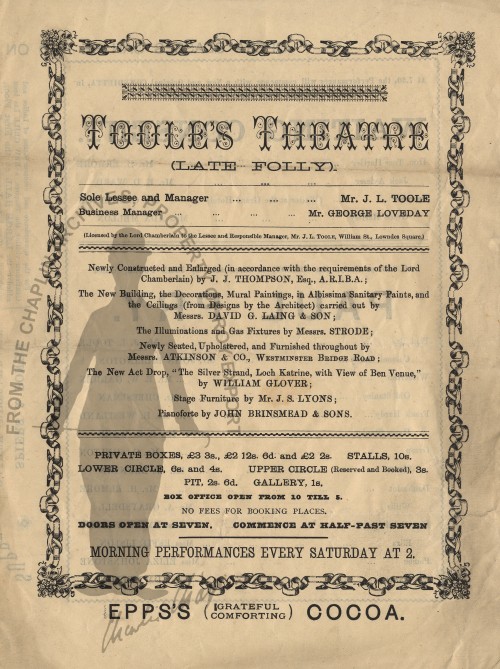 TOOLE'S THEATRE
(LATE FOLLY).
Sole Lessee and Manager ... ... ... Mr. J. L. TOOLE
Business Manager ... ... ... ... Mr. GEORGE LOVEDAY
(Licensed by the Lord Chamberlain to the Lessee and Responsible Manager, Mr. J. L. Toole, William St., Lowndes Square.)
Newly Constructed and Enlarged (in accordance with the requirements of the Lord
Chamberlain) by J. J. THOMPSON, Esq., A.R.I.B.A.;
The New Building, the Decorations, Mural Paintings, in Albissima Sanitary Paints, and
the Ceilings (from Designs by the Architect) carried out by
Messrs. DAVID G. LAING & SON;
The Illuminations and Gas Fixtures by Messrs. STRODE;
Newly Seated, Upholstered, and Furnished throughout by
Messrs. ATKINSON & CO., Westminster Bridge Road;
The New Act Drop, "The Silver Strand, Loch Katrine, with View of Ben Venue,"
by WILLIAM GLOVER;
Stage Furniture by Mr. J. S. LYONS;
Pianoforte by JOHN BRINSMEAD & SONS.
PRIVATE BOXES, £3 3s., £2 12s. 6d. and £2 2s. STALLS, 10s.
LOWER CIRCLE, 6s. and 4s. UPPER CIRCLE (Reserved and Booked), 3s.
PIT, 2s. 6d. GALLERY, 1s.
BOX OFFICE OPEN FROM 10 TILL 5.
NO FEES FOR BOOKING PLACES.
DOORS OPEN AT SEVEN, COMMENCE AT HALF-PAST SEVEN
MORNING PERFORMANCES EVERY SATURDAY AT 2.
EPPS'S (GRATEFUL COMFORTING) COCOA.
FROM THE CHAPLIN ARCHIVES